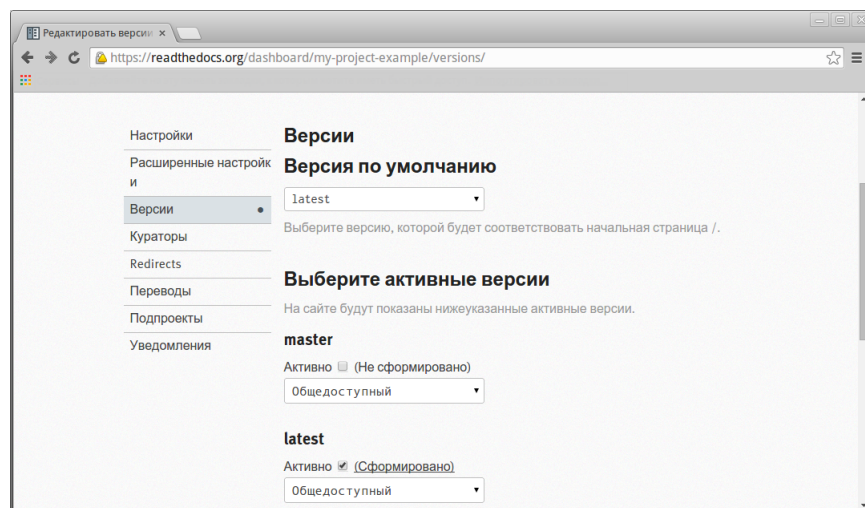 Редактировать версии
https://readthedocs.org/dashboard/my-project-example/versions/
Настройки
Расширенные настройк
и
Версии
Кураторы
Redirects
Переводы
Подпроекты
Уведомления
Версии
Версия по умолчанию
latest
Выберите версию, которой будет соответствовать начальная страница /.
Выберите активные версии
На сайте будут показаны нижеуказанные активные версии.
master
Активно (Не сформировано)
Общедоступный
latest
Активно (Сформировано)
Общедоступный